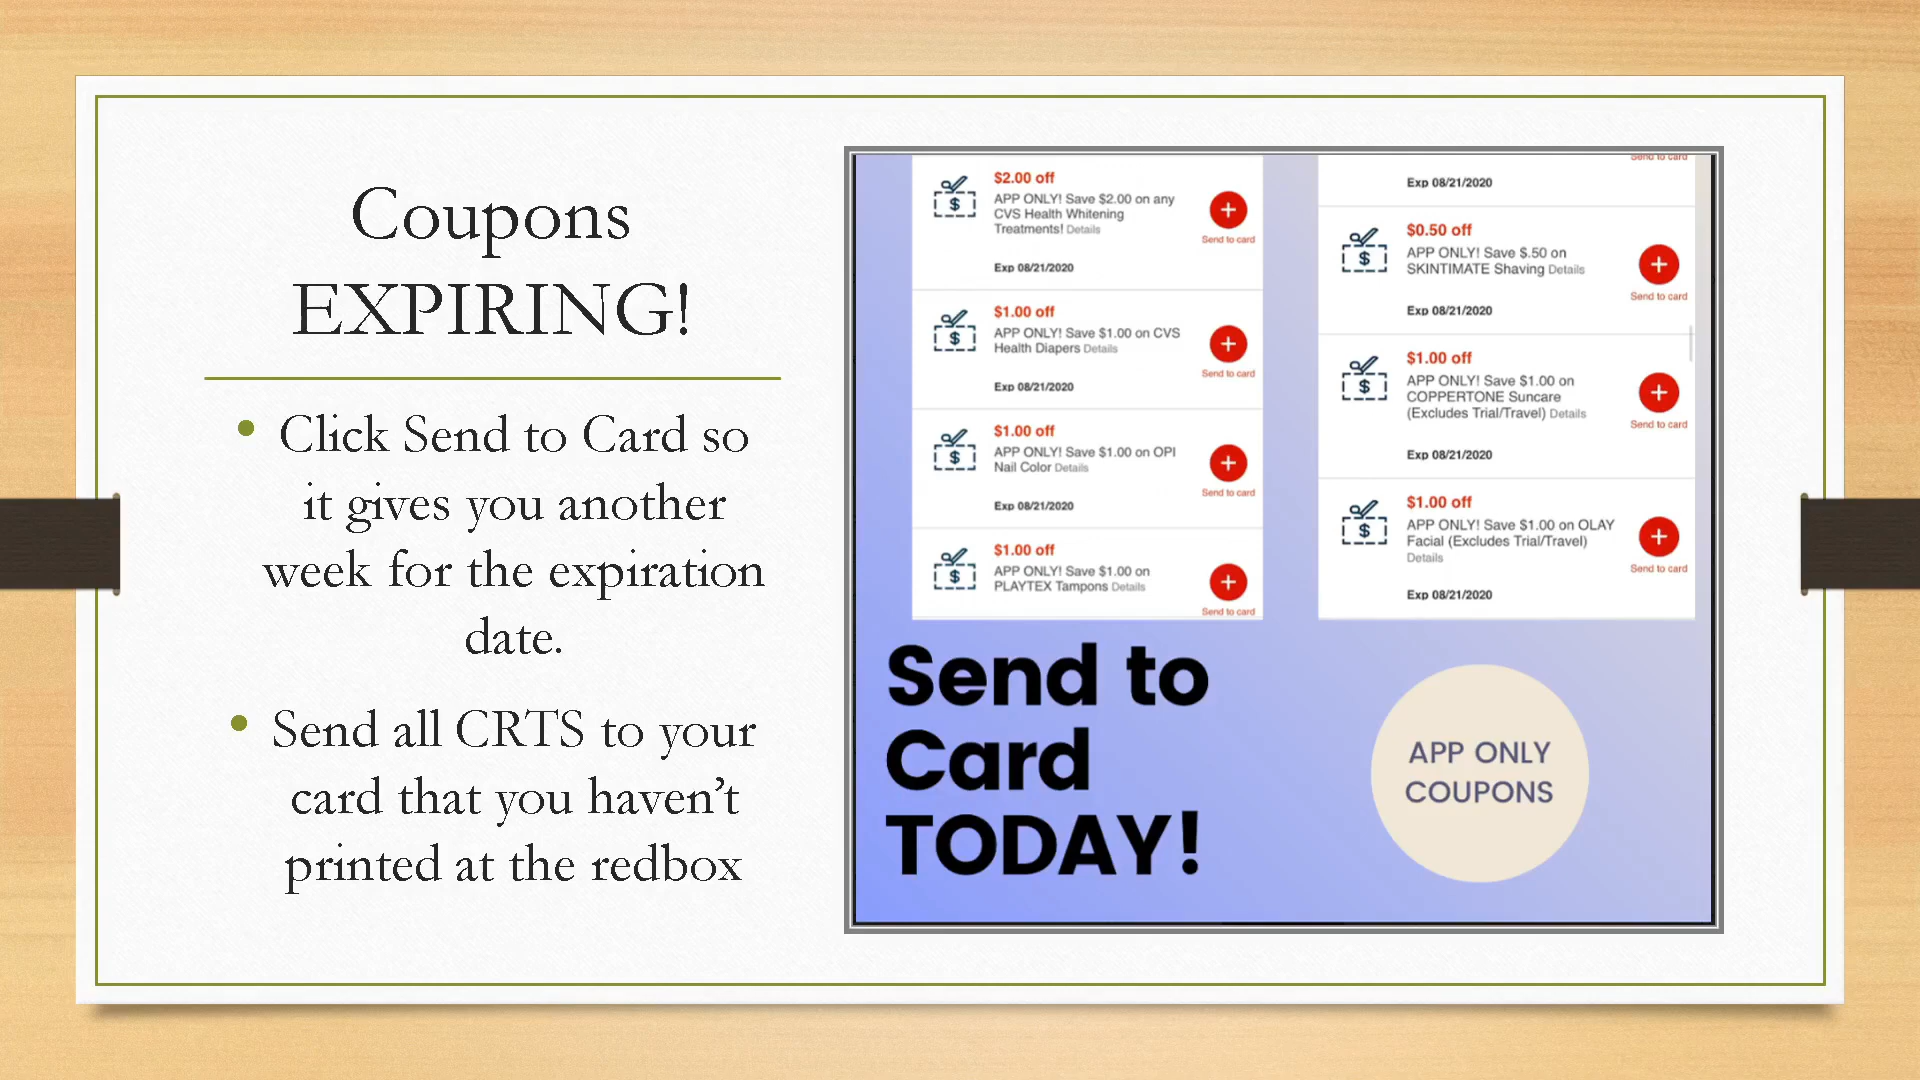 Coupons
EXPIRING!
• Click Send to Card so
it gives you another
week for the expiration
date.
• Send all CRTS to your
card that you haven’t
printed at the redbox
$2.00 off
APP ONLY! Save $2.00 on any
CVS Health Whitening
Treatments! Details
Send to card
Exp 08/21/2020
$1.00 off
APP ONLY! Save $1.00 on CVS
Health Diapers Details
Send to card
Exp 08/21/2020
$1.00 off
APP ONLY! Save $1.00 on OPI
Nail Color Details
Send to card
Exp 08/21/2020
$1.00 off
APP ONLY! Save $1.00 on
PLAYTEX Tampons Details
Send to card
Send to card
Exp 08/21/2020
$0.50 off
APP ONLY! Save $.50 on
SKINTIMATE Shaving Details
Send to card
Exp 08/21/2020
$1.00 off
APP ONLY! Save $1.00 on
COPPERTONE Suncare
(Excludes Trial/Travel) Details
Send to card
Exp 08/21/2020
$1.00 off
APP ONLY! Save $1.00 on OLAY
Facial (Excludes Trial/Travel)
Details
Send to card
Exp 08/21/2020
Send to
Card
TODAY!
APP ONLY
COUPONS